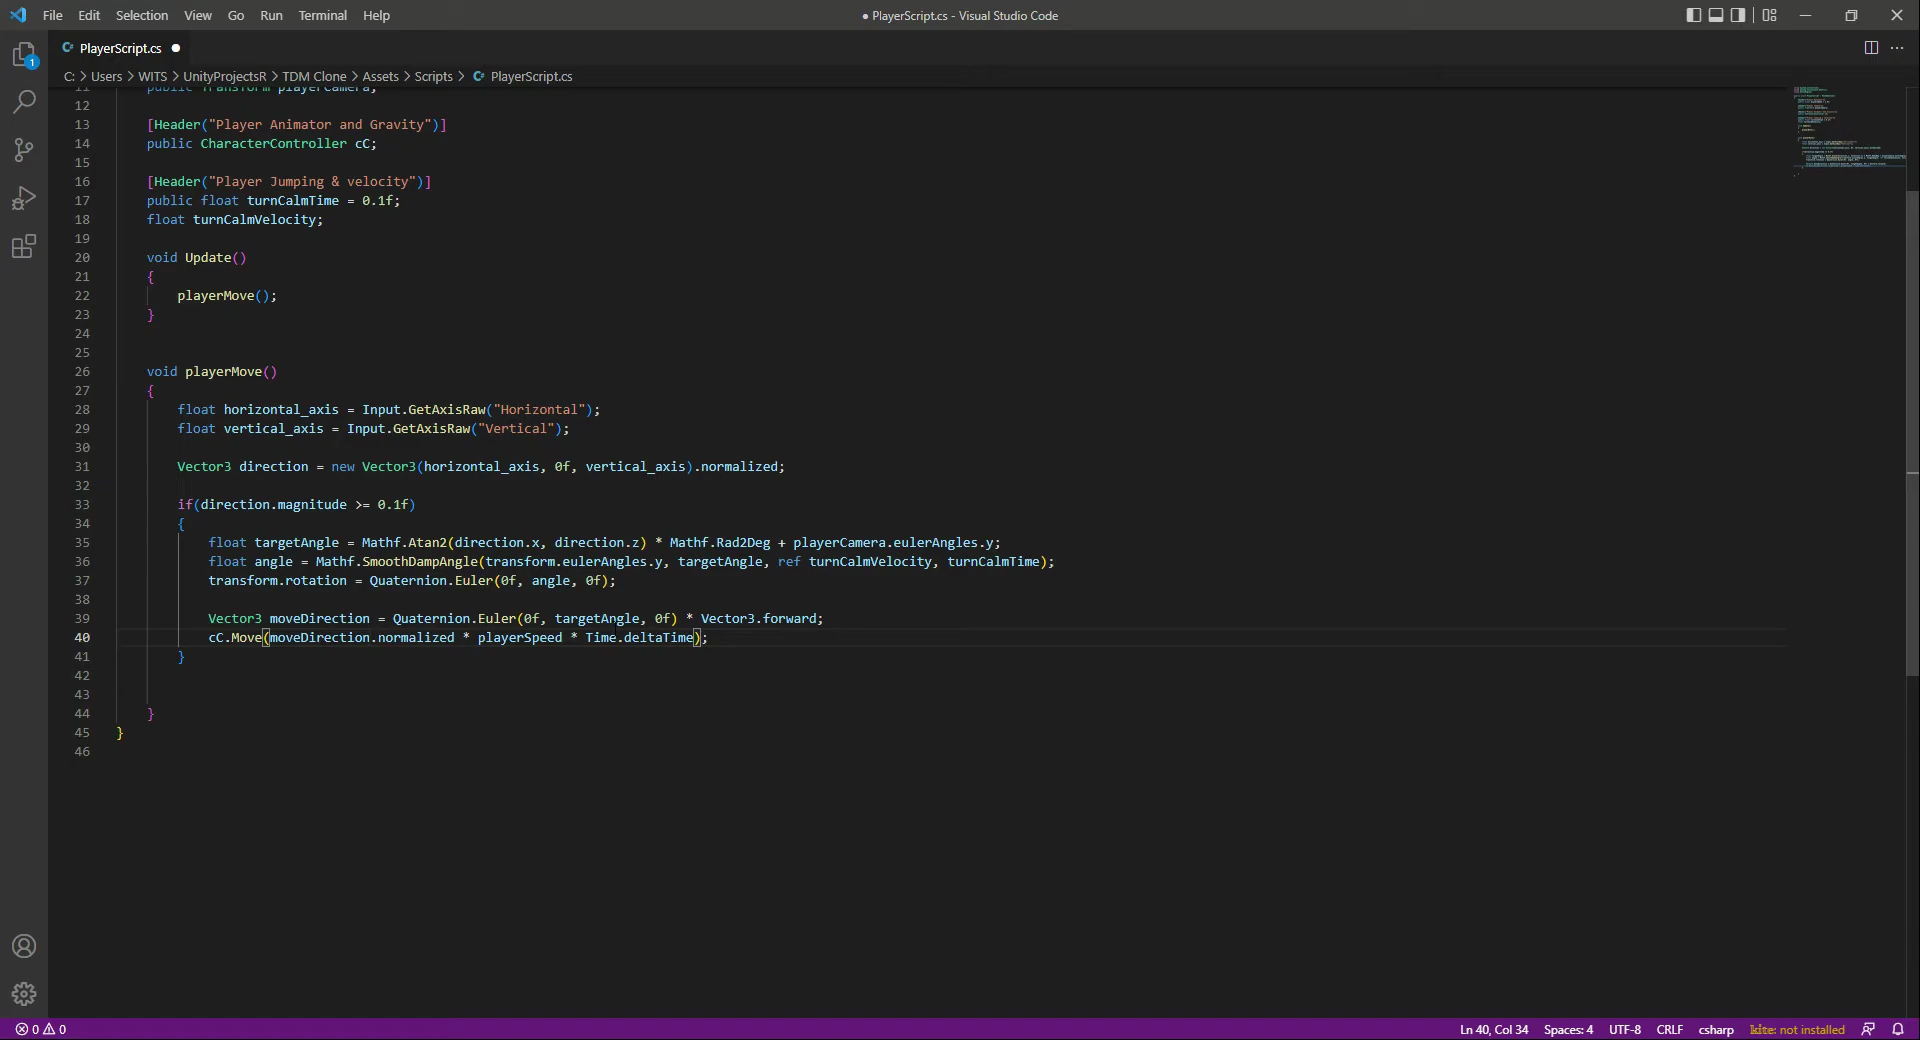 File Edit Selection View Go Run Terminal Help
● PlayerScript.cs - Visual Studio Code
C# PlayerScript.cs ●
1
C: > Users > WITS > UnityProjectsR > TDM Clone > Assets > Scripts > C# PlayerScript.cs
11 public Transform playerCamera;
12
13 [Header("Player Animator and Gravity")]
14 public CharacterController cC;
15
16 [Header("Player Jumping & velocity")]
17 public float turnCalmTime = 0.1f;
18 float turnCalmVelocity;
19
20 void Update()
21 {
22 playerMove();
23 }
24
25
26 void playerMove()
27 {
28 float horizontal_axis = Input.GetAxisRaw("Horizontal");
29 float vertical_axis = Input.GetAxisRaw("Vertical");
30
31 Vector3 direction = new Vector3(horizontal_axis, 0f, vertical_axis).normalized;
32
33 if(direction.magnitude >= 0.1f)
34 {
35 float targetAngle = Mathf.Atan2(direction.x, direction.z) * Mathf.Rad2Deg + playerCamera.eulerAngles.y;
36 float angle = Mathf.SmoothDampAngle(transform.eulerAngles.y, targetAngle, ref turnCalmVelocity, turnCalmTime);
37 transform.rotation = Quaternion.Euler(0f, angle, 0f);
38
39 Vector3 moveDirection = Quaternion.Euler(0f, targetAngle, 0f) * Vector3.forward;
40 cC.Move(moveDirection.normalized * playerSpeed * Time.deltaTime);
41 }
42
43
44 }
45 }
46
0 0
Ln 40, Col 34 Spaces: 4 UTF-8 CRLF csharp kite: not installed